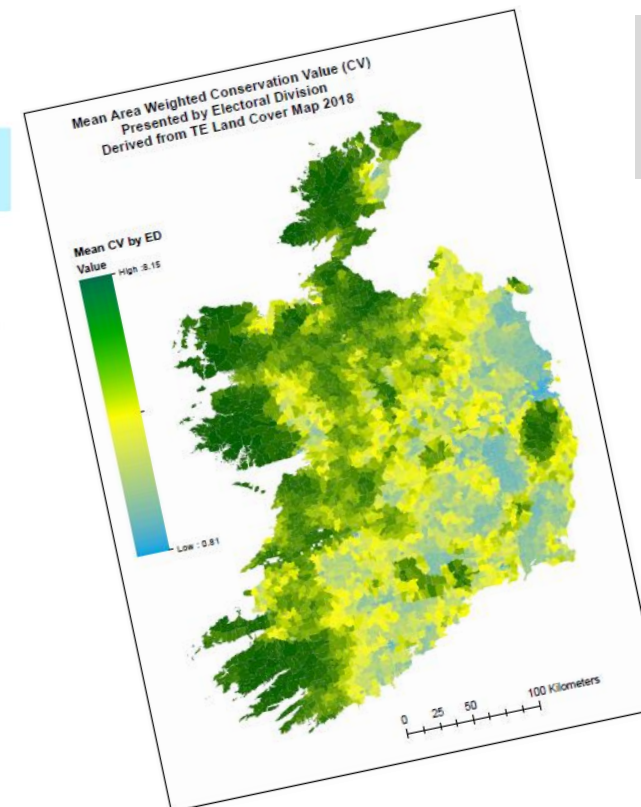 Mean Area Weighted Conservation Value (CV)
Presented by Electoral Division
Derived from TE Land Cover Map 2018
Mean CV by ED
Value
High :8.15
Low : 0.81
0 25 50 100 Kilometers